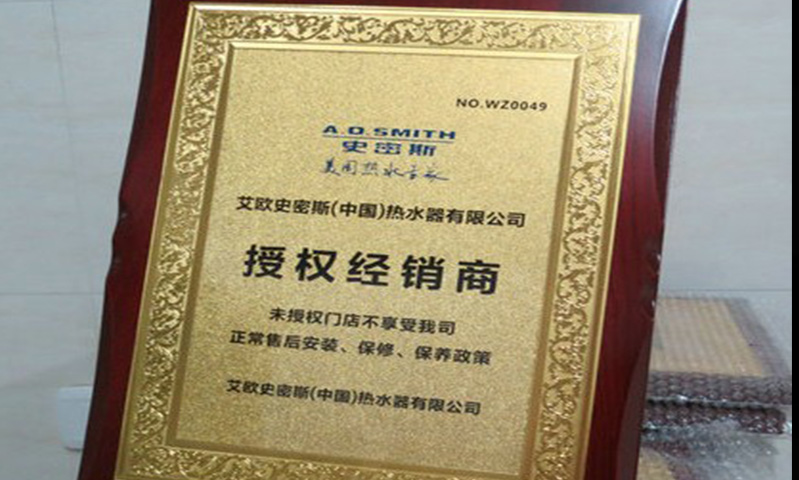 NO.WZ0049
A.O.SMITH
史密斯
美国热水专家
艾欧史密斯(中国)热水器有限公司
授权经销商
未授权门店不享受我司
正常售后安装、保修、保养政策
艾欧史密斯(中国)热水器有限公司